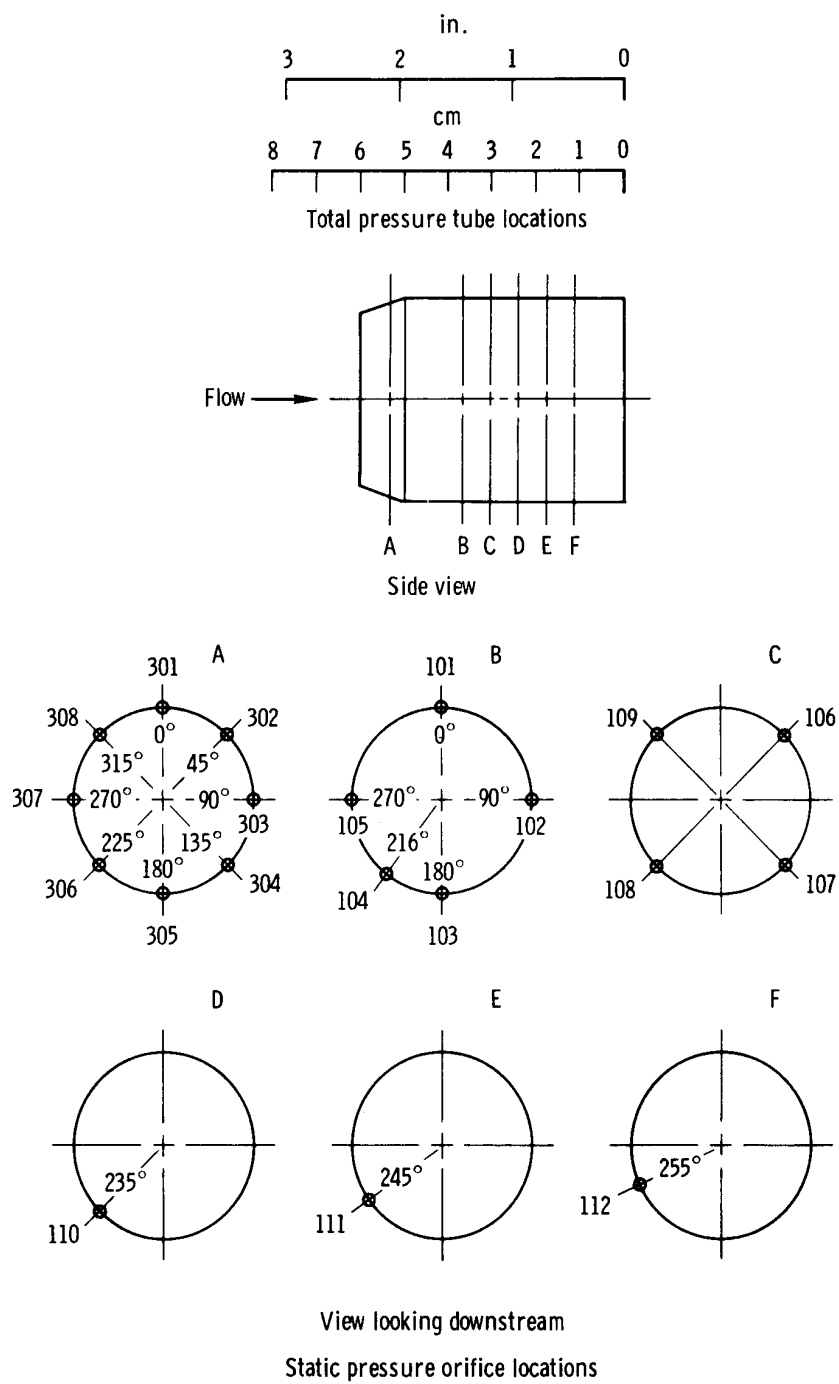 in.
3 2 1 0
cm
8 7 6 5 4 3 2 1 0
Total pressure tube locations
Flow
A B C D E F
Side view
A B C
301 101
308 302 109 106
0° 0°
315° 45°
307 270° 90° 270° 90°
303 105 102
225° 135° 216°
180° 180°
306 304 104 108 107
305 103
D E F
235° 245° 255°
110 111 112
View looking downstream
Static pressure orifice locations